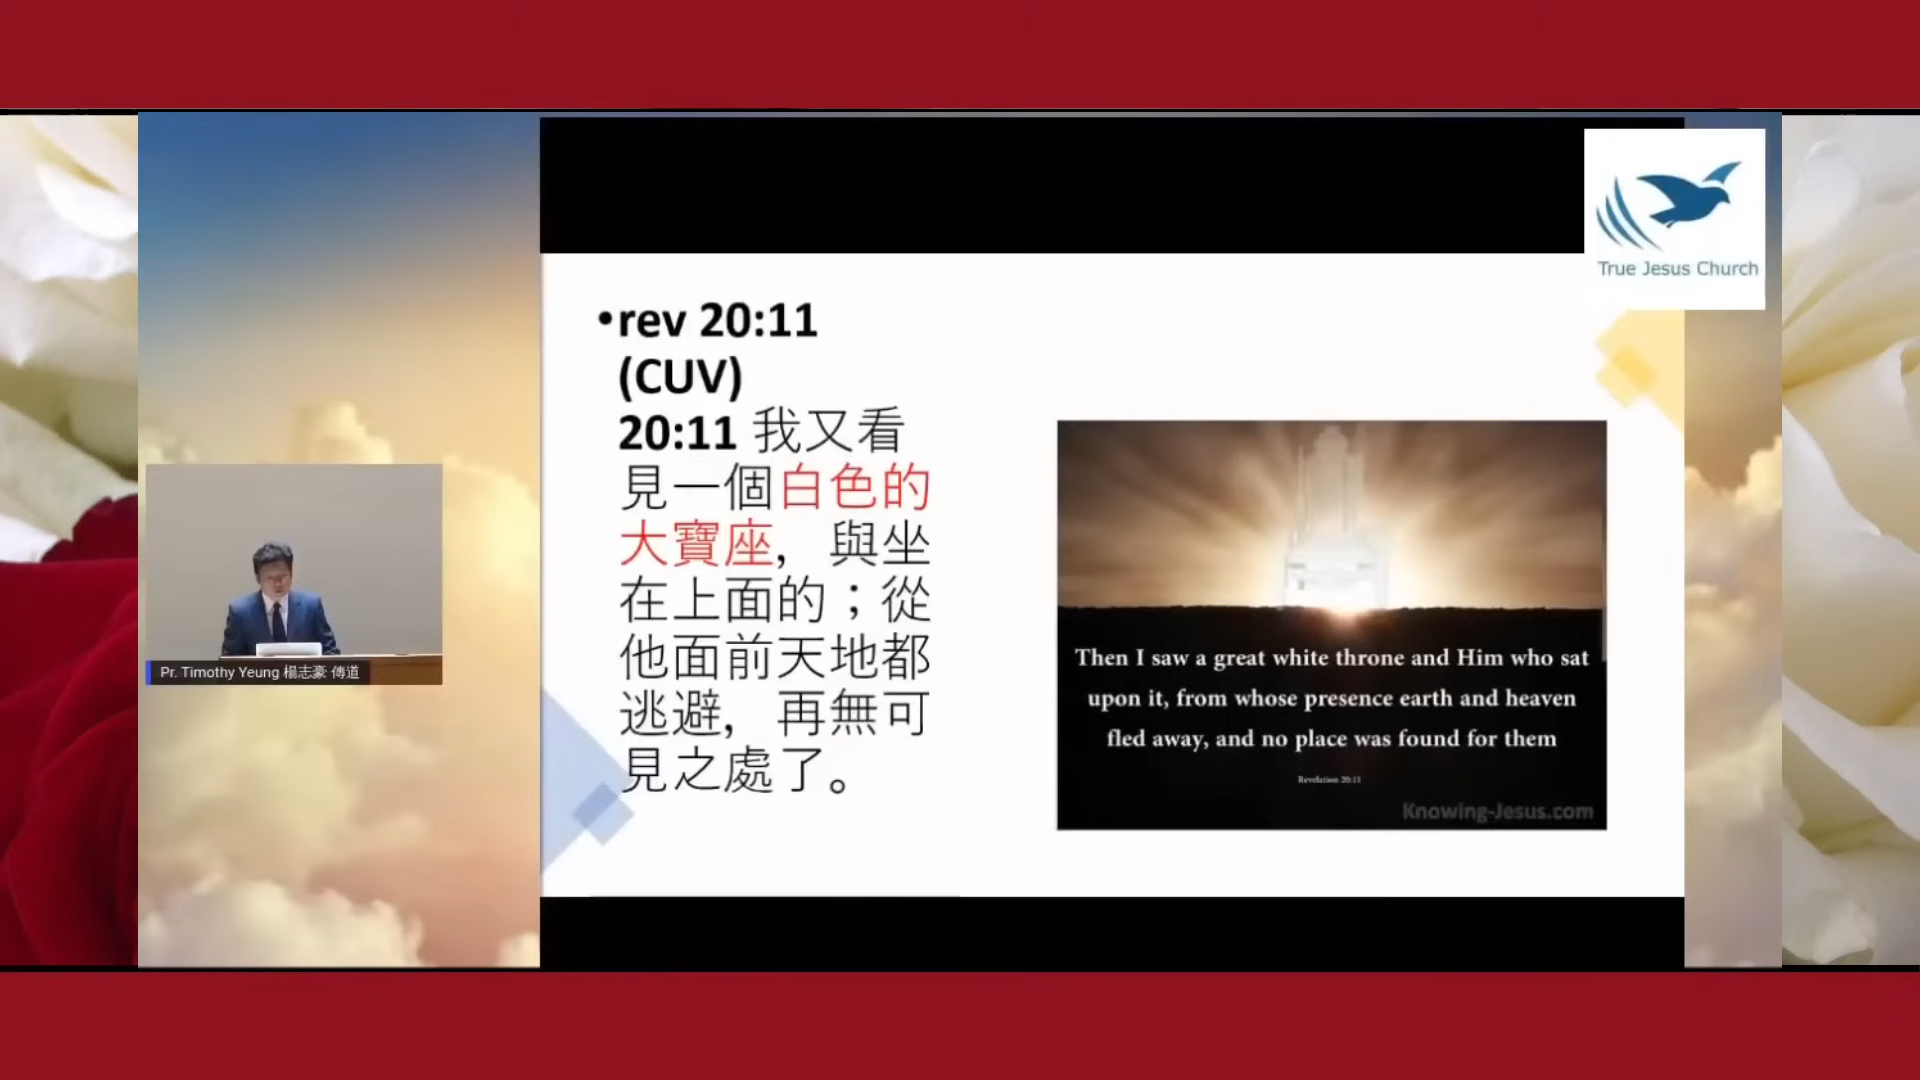 True Jesus Church
•rev 20:11
(CUV)
20:11 我又看
見一個白色的
大寶座, 與坐
在上面的；從
他面前天地都
逃避, 再無可
見之處了。
Pr. Timothy Yeung 楊志豪 傳道
Then I saw a great white throne and Him who sat
upon it, from whose presence earth and heaven
fled away, and no place was found for them
Revelation 20:11
Knowing-Jesus.com